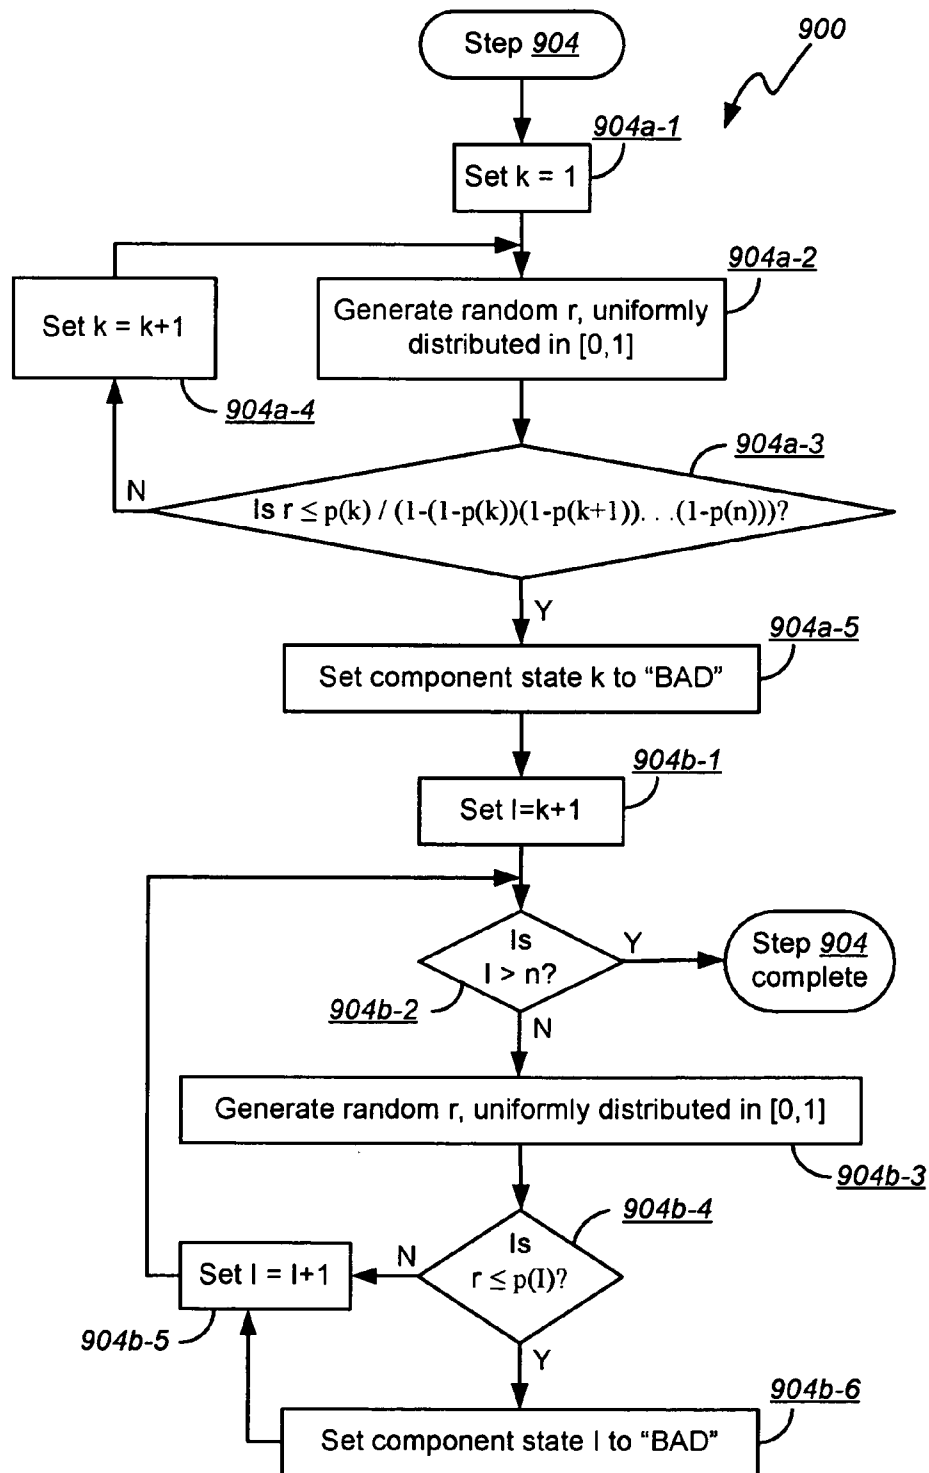 Step 904
900
904a-1
Set k = 1
904a-2
Generate random r, uniformly
distributed in [0,1]
Set k = k+1
904a-4
904a-3
N
Is r ≤ p(k) / (1-(1-p(k))(1-p(k+1)). . .(1-p(n)))?
Y
904a-5
Set component state k to “BAD”
904b-1
Set l=k+1
Is
l > n?
Y
Step 904
complete
904b-2
N
Generate random r, uniformly distributed in [0,1]
904b-3
904b-4
Is
r ≤ p(l)?
N
Set l = l+1
904b-5
Y
904b-6
Set component state l to “BAD”